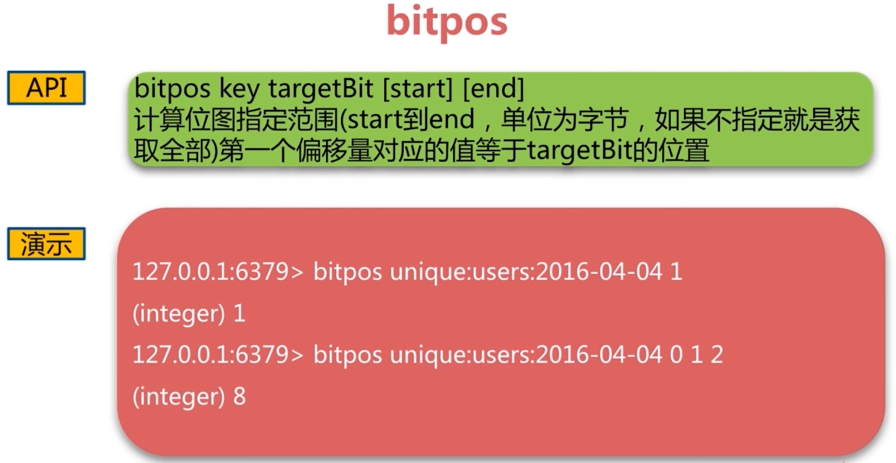 bitpos
API
bitpos key targetBit [start] [end]
计算位图指定范围(start到end，单位为字节，如果不指定就是获
取全部)第一个偏移量对应的值等于targetBit的位置
演示
127.0.0.1:6379> bitpos unique:users:2016-04-04 1
(integer) 1
127.0.0.1:6379> bitpos unique:users:2016-04-04 0 1 2
(integer) 8